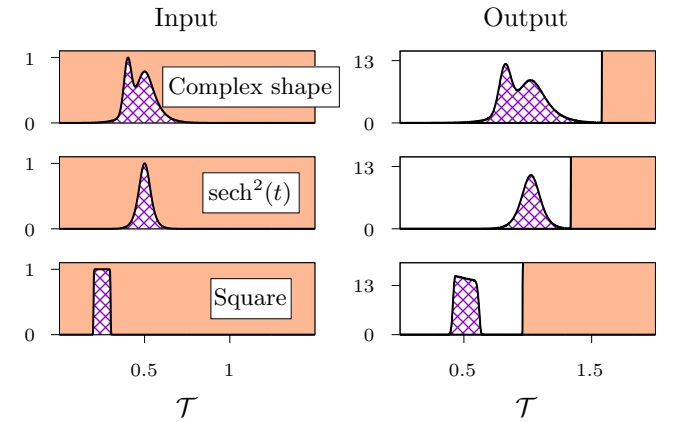 Input Output
1 13
Complex shape
0 0
1 13
sech²(t)
0 0
1 13
Square
0 0
0.5 1 0.5 1.5
𝒯 𝒯